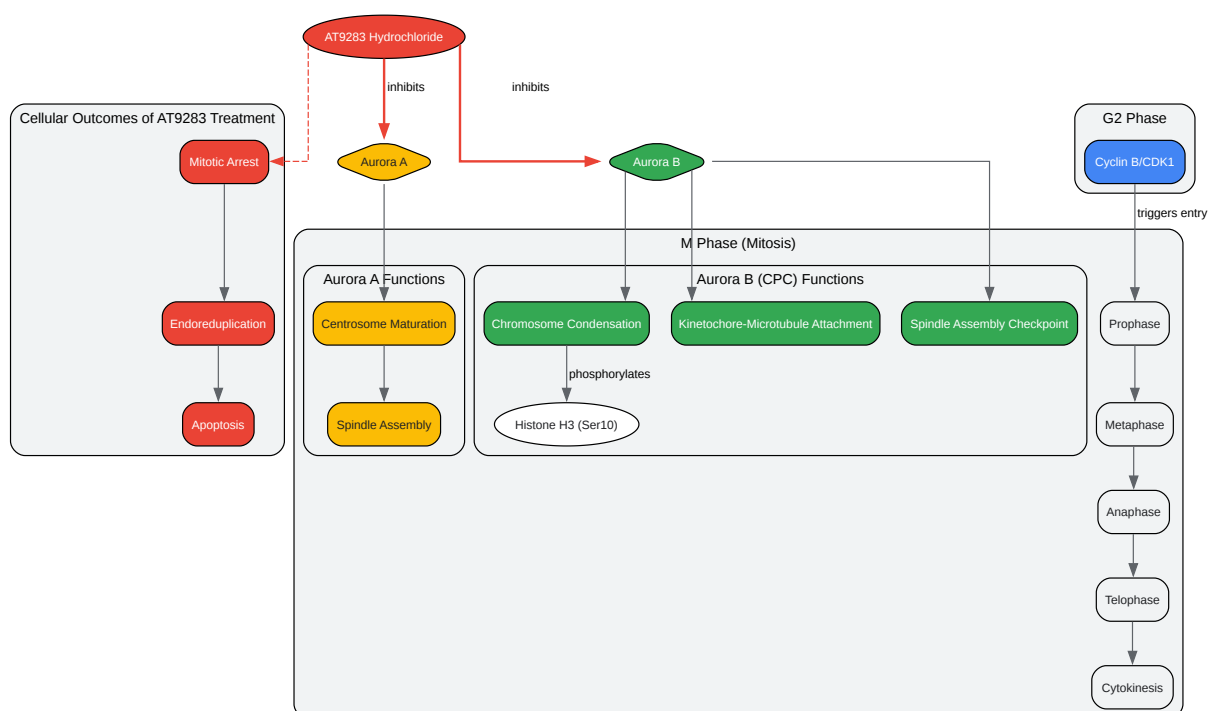 AT9283 Hydrochloride
inhibits
inhibits
Cellular Outcomes of AT9283 Treatment
G2 Phase
Mitotic Arrest
Aurora A
Aurora B
Cyclin B/CDK1
triggers entry
M Phase (Mitosis)
Aurora A Functions
Aurora B (CPC) Functions
Endoreduplication
Centrosome Maturation
Chromosome Condensation
Kinetochore-Microtubule Attachment
Spindle Assembly Checkpoint
Prophase
phosphorylates
Apoptosis
Spindle Assembly
Histone H3 (Ser10)
Metaphase
Anaphase
Telophase
Cytokinesis